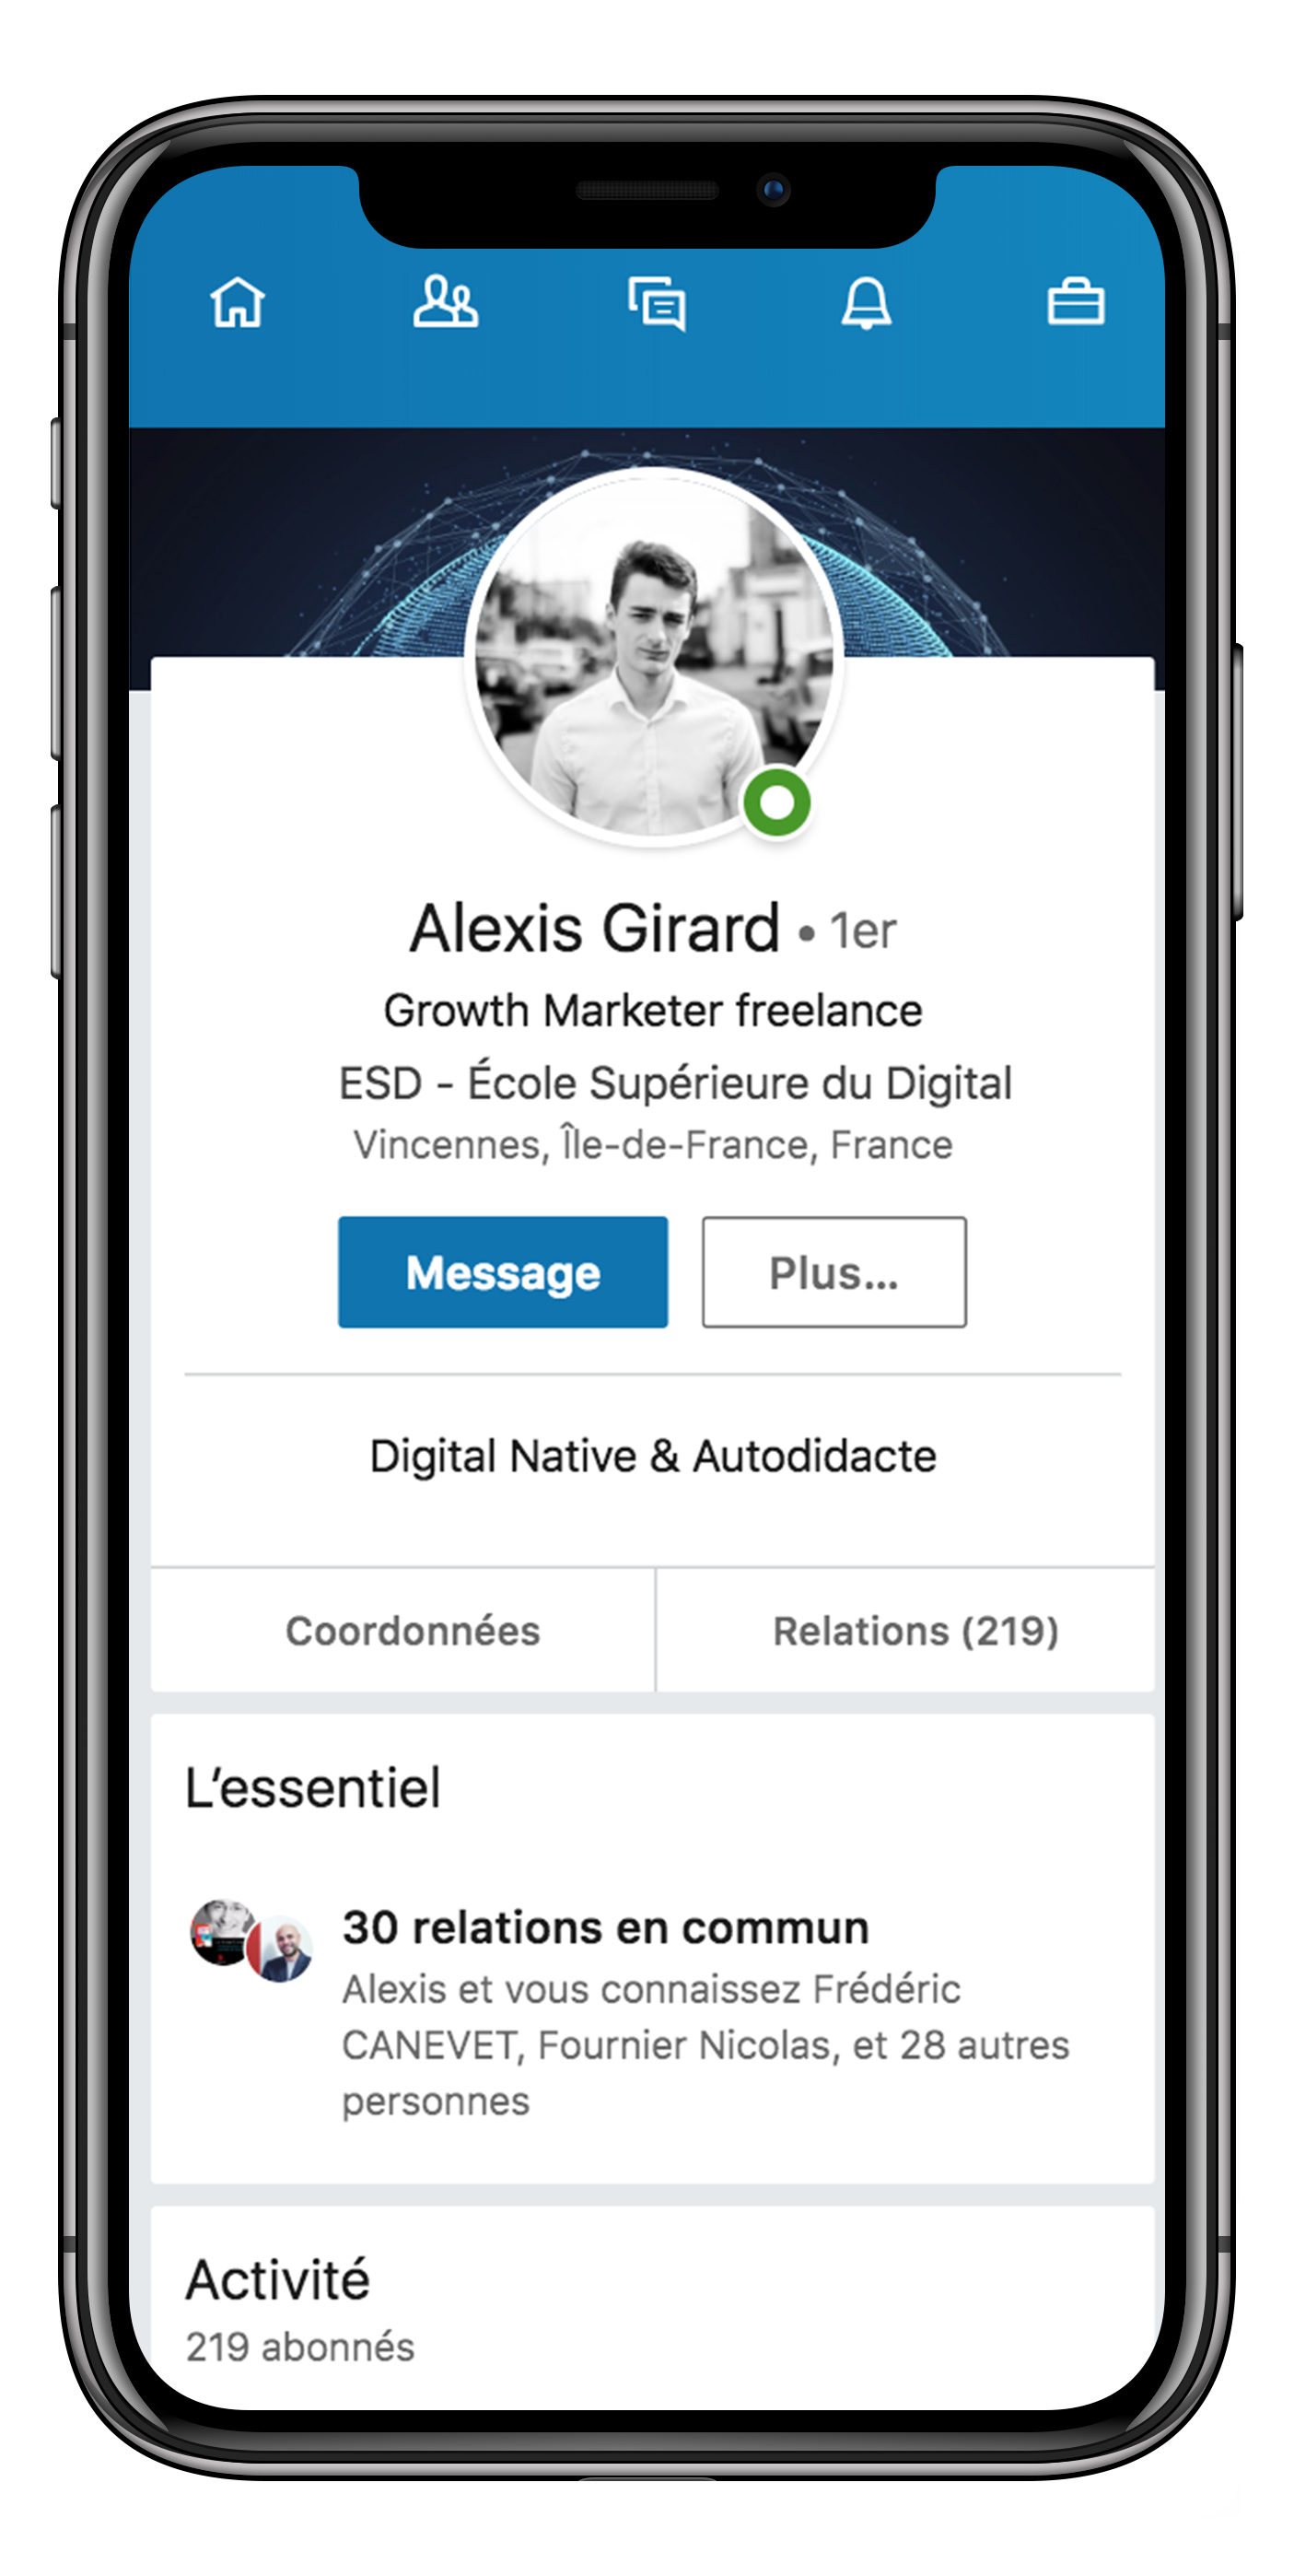 Alexis Girard • 1er
Growth Marketer freelance
ESD - École Supérieure du Digital
Vincennes, Île-de-France, France
Message
Plus...
Digital Native & Autodidacte
Coordonnées
Relations (219)
L’essentiel
30 relations en commun
Alexis et vous connaissez Frédéric
CANEVET, Fournier Nicolas, et 28 autres
personnes
Activité
219 abonnés